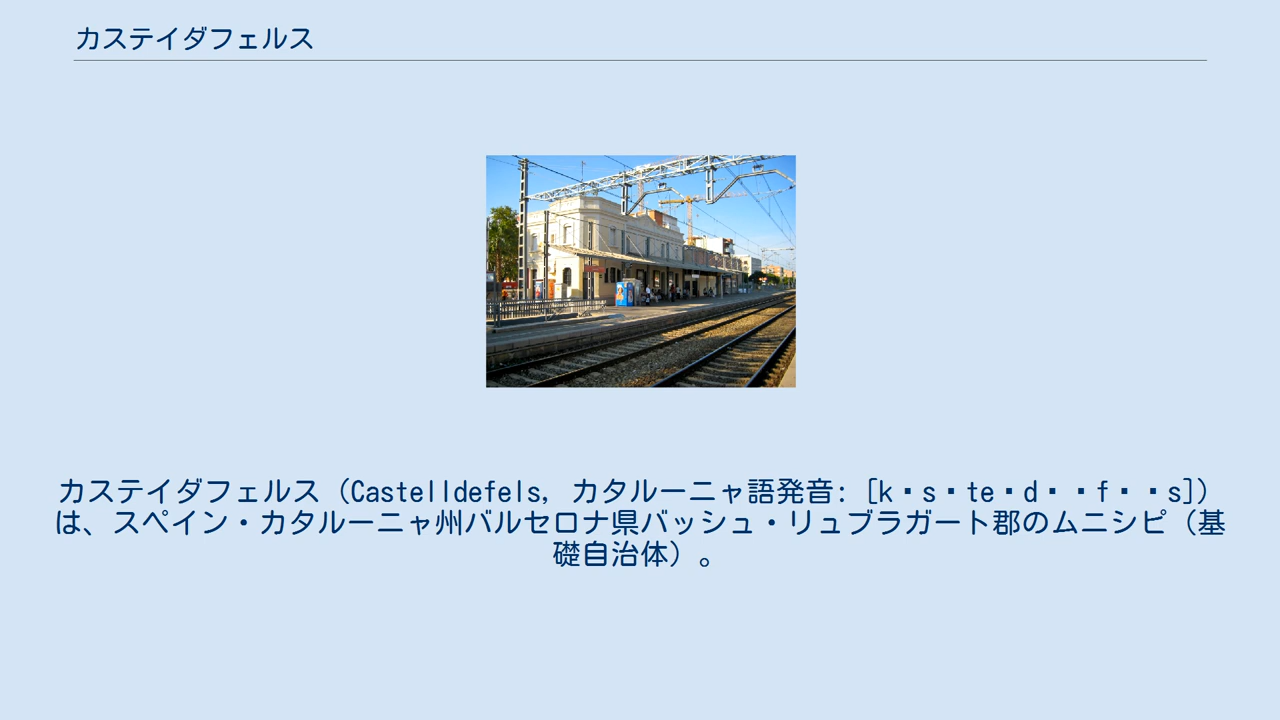 カステイダフェルス
カステイダフェルス（Castelldefels, カタルーニャ語発音: [k·s·te·d··f··s]）
は、スペイン・カタルーニャ州バルセロナ県バッシュ・リュブラガート郡のムニシピ（基
礎自治体）。